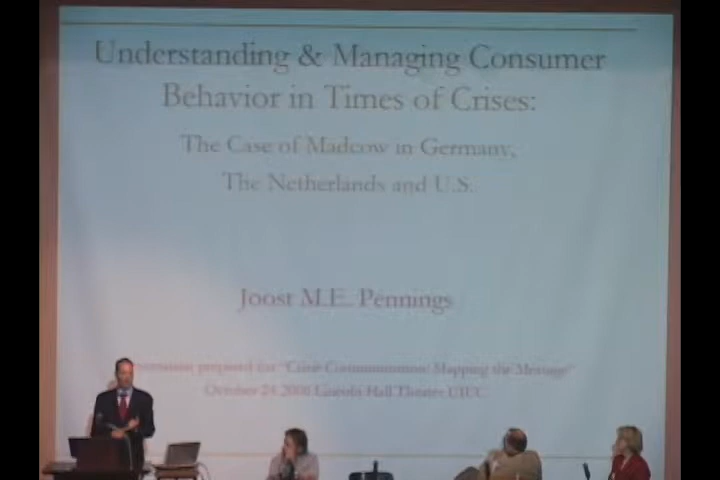 Understanding & Managing Consumer
Behavior in Times of Crises:
The Case of Madcow in Germany,
The Netherlands and U.S.
Joost M.E. Pennings
prepared for "Crisis Communication: Mapping the Message"
October 24 2006 Lincoln Hall Theatre UIUC